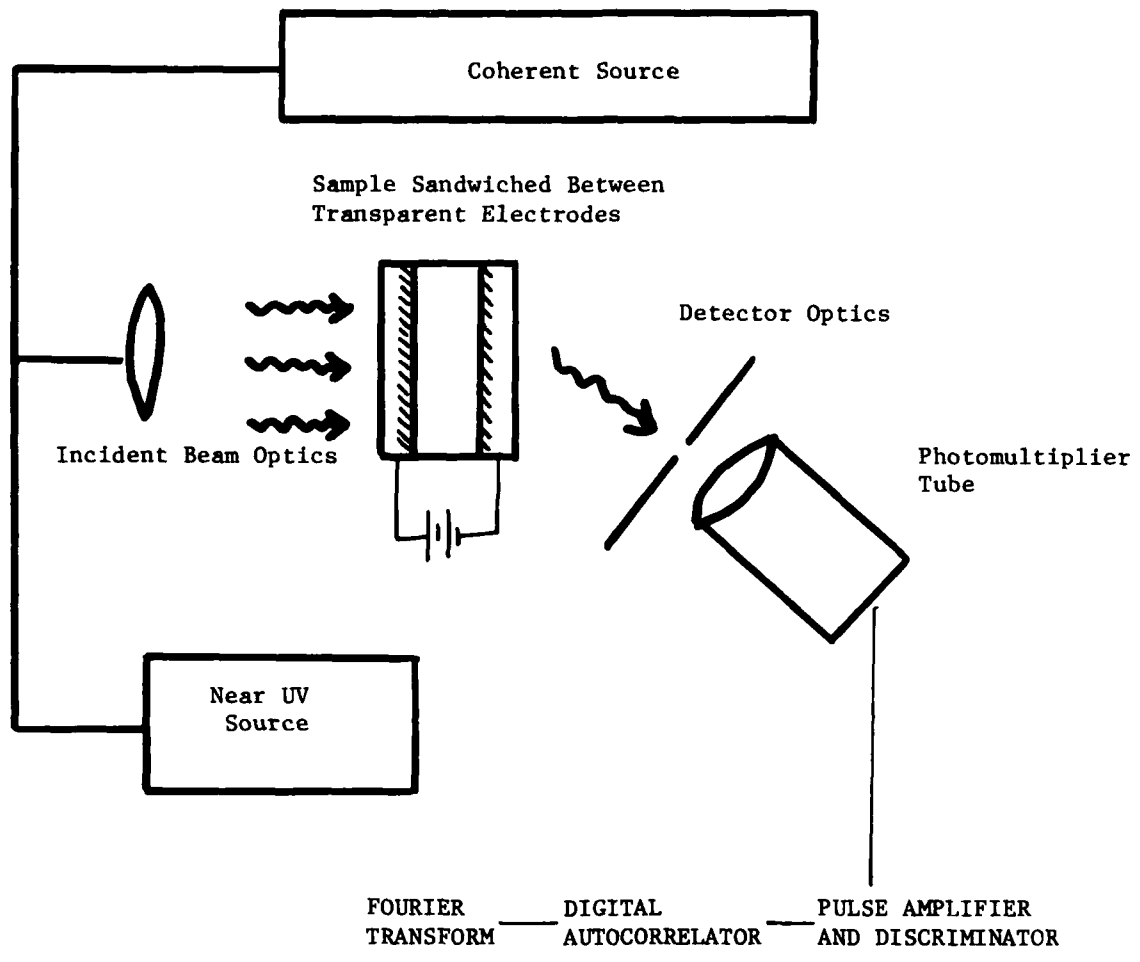 Coherent Source
Sample Sandwiched Between
Transparent Electrodes
Detector Optics
Incident Beam Optics
Photomultiplier
Tube
Near UV
Source
FOURIER
TRANSFORM
DIGITAL
AUTOCORRELATOR
PULSE AMPLIFIER
AND DISCRIMINATOR